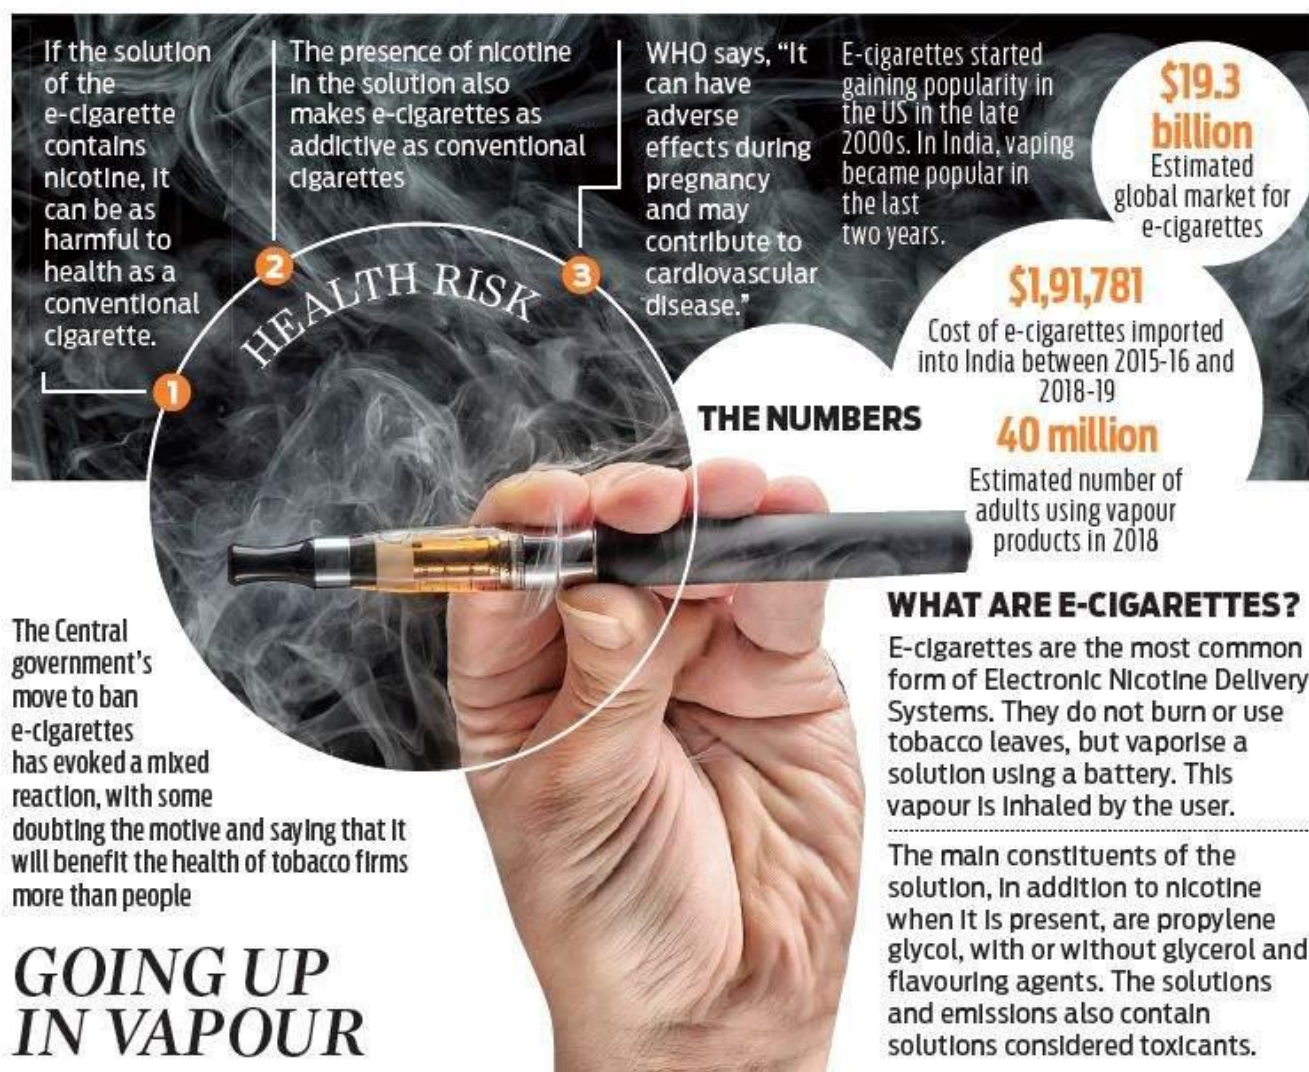 If the solution
of the
e-cigarette
contains
nicotine, it
can be as
harmful to
health as a
conventional
cigarette.
1
The presence of nicotine
in the solution also
makes e-cigarettes as
addictive as conventional
cigarettes
2
WHO says, "It
can have
adverse
effects during
pregnancy
and may
contribute to
cardiovascular
disease."
3
HEALTH RISK
E-cigarettes started
gaining popularity in
the US in the late
2000s. In India, vaping
became popular in
the last
two years.
$19.3
billion
Estimated
global market for
e-cigarettes
$1,91,781
Cost of e-cigarettes imported
into India between 2015-16 and
2018-19
THE NUMBERS
40 million
Estimated number of
adults using vapour
products in 2018
The Central
government's
move to ban
e-cigarettes
has evoked a mixed
reaction, with some
doubting the motive and saying that it
will benefit the health of tobacco firms
more than people
GOING UP
IN VAPOUR
WHAT ARE E-CIGARETTES?
E-cigarettes are the most common
form of Electronic Nicotine Delivery
Systems. They do not burn or use
tobacco leaves, but vaporise a
solution using a battery. This
vapour is inhaled by the user.
The main constituents of the
solution, in addition to nicotine
when it is present, are propylene
glycol, with or without glycerol and
flavouring agents. The solutions
and emissions also contain
solutions considered toxicants.